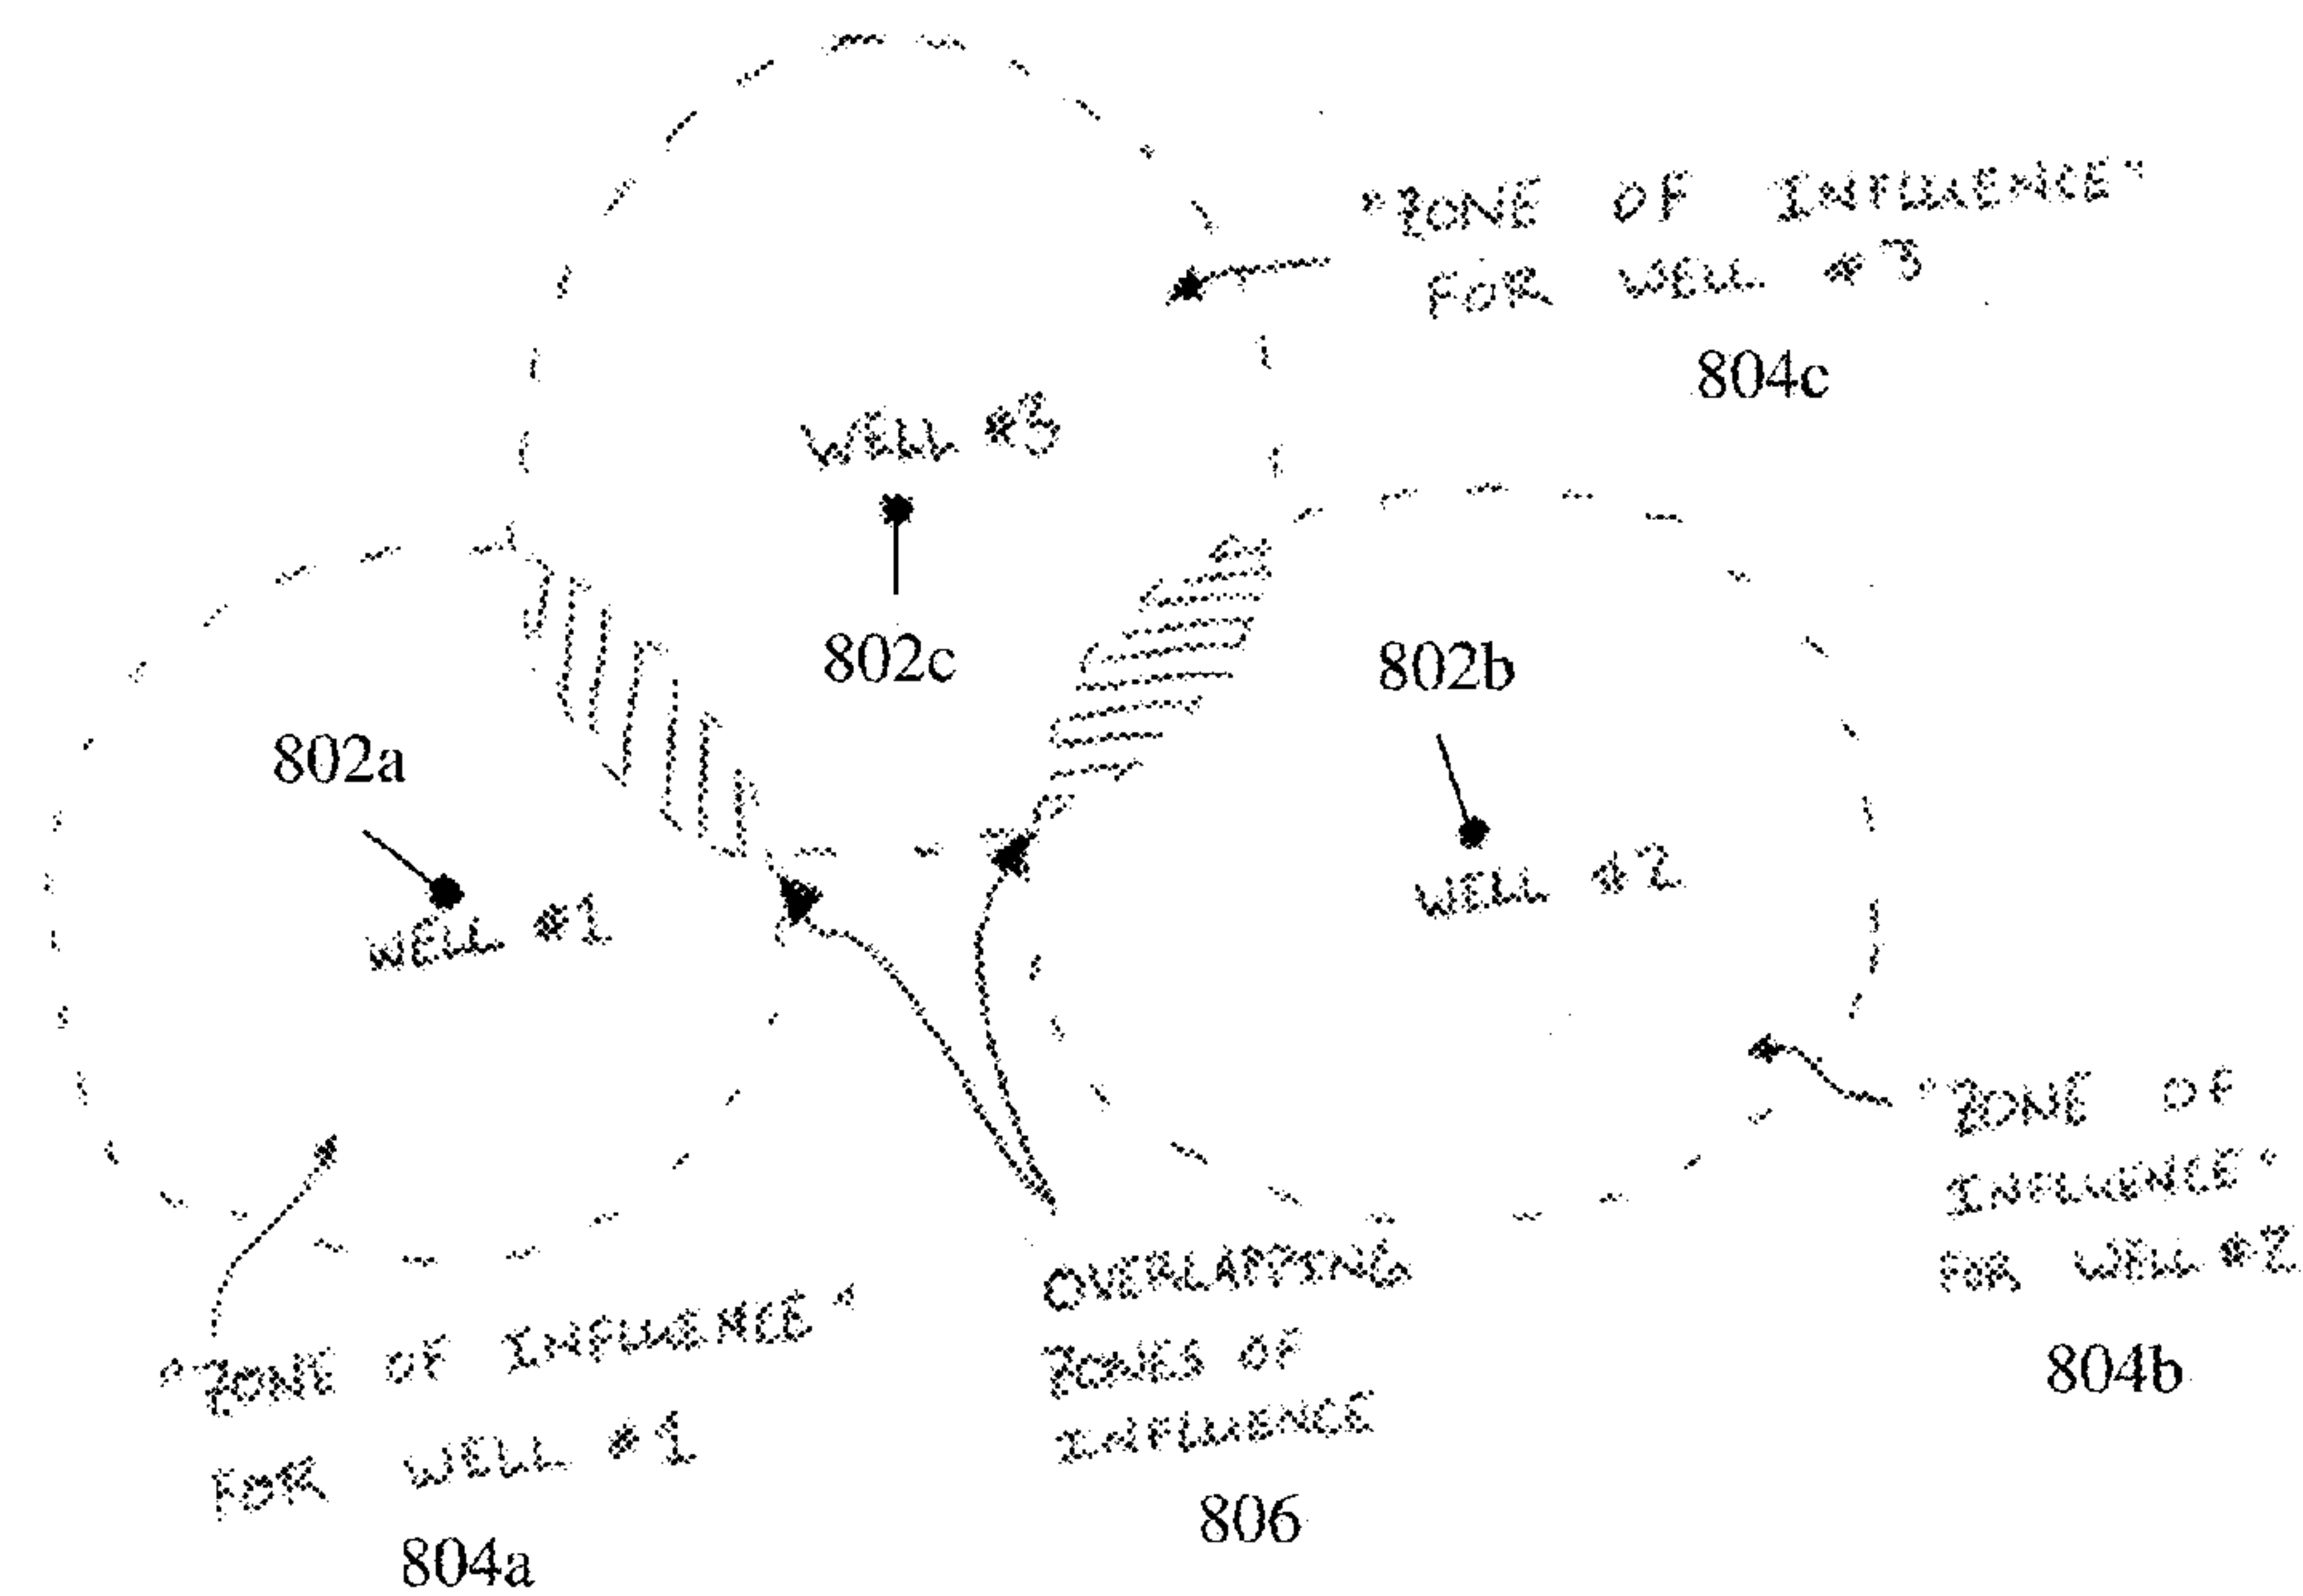 "ZONE OF INFLUENCE"
FOR WELL #3
804c
WELL #3
802c
802b
802a
WELL #2
WELL #1
"ZONE OF
INFLUENCE"
FOR WELL #2
804b
OVERLAPPING
ZONES OF
INFLUENCE
806
"ZONE OF INFLUENCE"
FOR WELL #1
804a